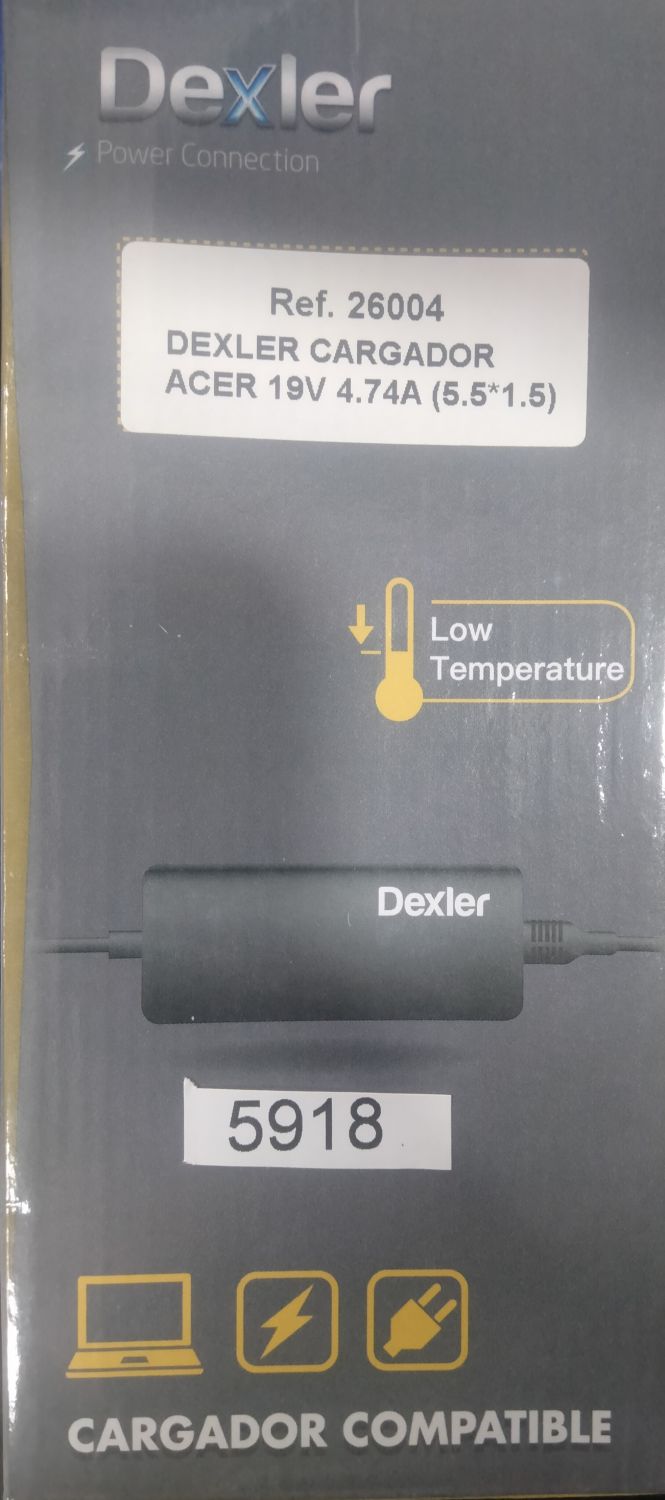 Dexler
Power Connection
Ref. 26004
DEXLER CARGADOR
ACER 19V 4.74A (5.5*1.5)
Low
Temperature
Dexler
5918
CARGADOR COMPATIBLE